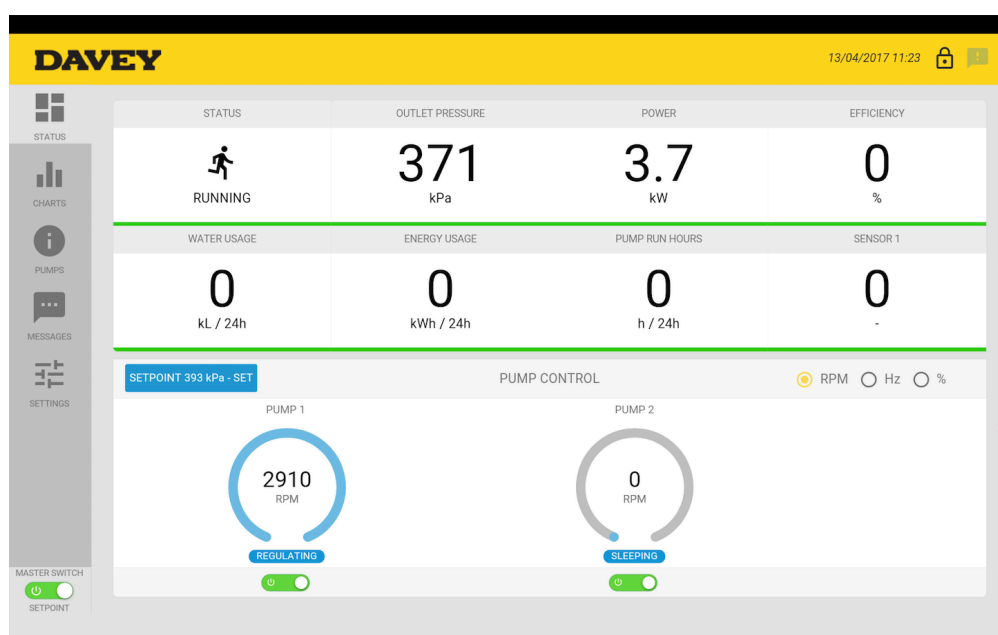 DAVEY
13/04/2017 11:23
STATUS
CHARTS
PUMPS
MESSAGES
SETTINGS
MASTER SWITCH
SETPOINT
STATUS OUTLET PRESSURE POWER EFFICIENCY
371 3.7 0
RUNNING kPa kW %
WATER USAGE ENERGY USAGE PUMP RUN HOURS SENSOR 1
0 0 0 0
kL / 24h kWh / 24h h / 24h -
SETPOINT 393 kPa - SET PUMP CONTROL RPM Hz %
PUMP 1 PUMP 2
2910 0
RPM RPM
REGULATING SLEEPING